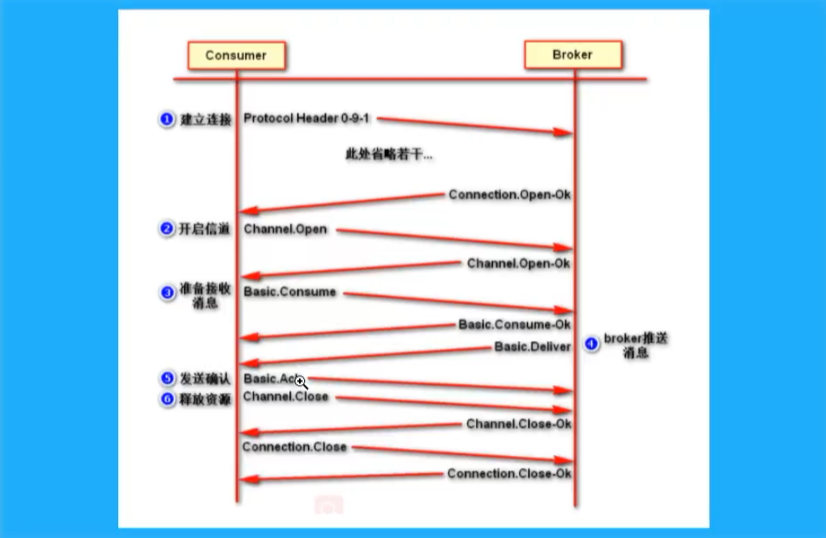 Consumer
Broker
① 建立连接 Protocol Header 0-9-1
此处省略若干...
Connection.Open-Ok
② 开启信道 Channel.Open
Channel.Open-Ok
③ 准备接收
消息
Basic.Consume
Basic.Consume-Ok
Basic.Deliver
④ broker推送
消息
⑤ 发送确认
⑥ 释放资源 Channel.Close
Channel.Close-Ok
Connection.Close
Connection.Close-Ok